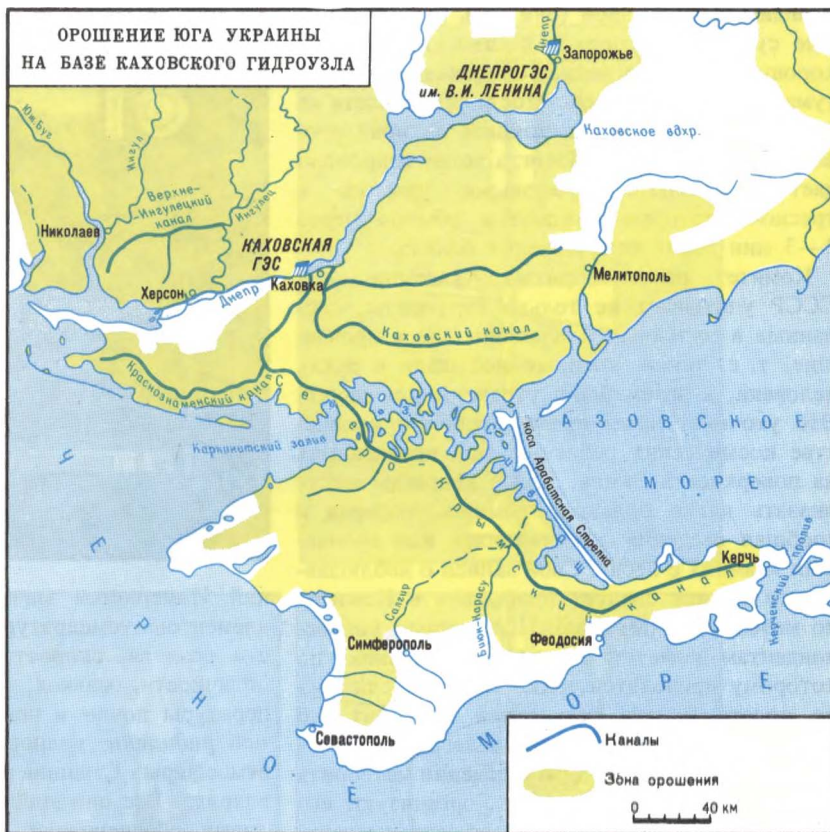 ОРОШЕНИЕ ЮГА УКРАИНЫ
НА БАЗЕ КАХОВСКОГО ГИДРОУЗЛА
Днепр
Запорожье
ДНЕПРОГЭС
им. В.И. ЛЕНИНА
Каховское вдхр.
Юж. Буг
Ингул
Верхне-
Ингулецкий
канал
Ингулец
Николаев
КАХОВСКАЯ
ГЭС
Херсон
Днепр
Каховка
Мелитополь
Каховский канал
Краснознаменский канал
Северо-Крымский канал
Каркинитский залив
Сиваш
коса Арабатская Стрелка
АЗОВСКОЕ
МОРЕ
Керчь
Керченский пролив
Салгир
Биюк-Карасу
Феодосия
Симферополь
Севастополь
ЧЕРНОЕ МОРЕ
Каналы
Зона орошения
0 40 км